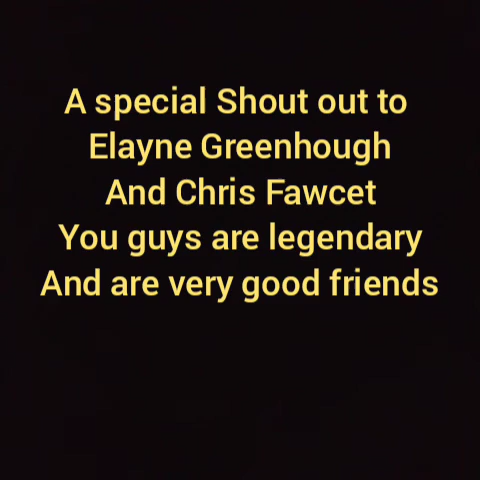 A special Shout out to
Elayne Greenhough
And Chris Fawcet
You guys are legendary
And are very good friends